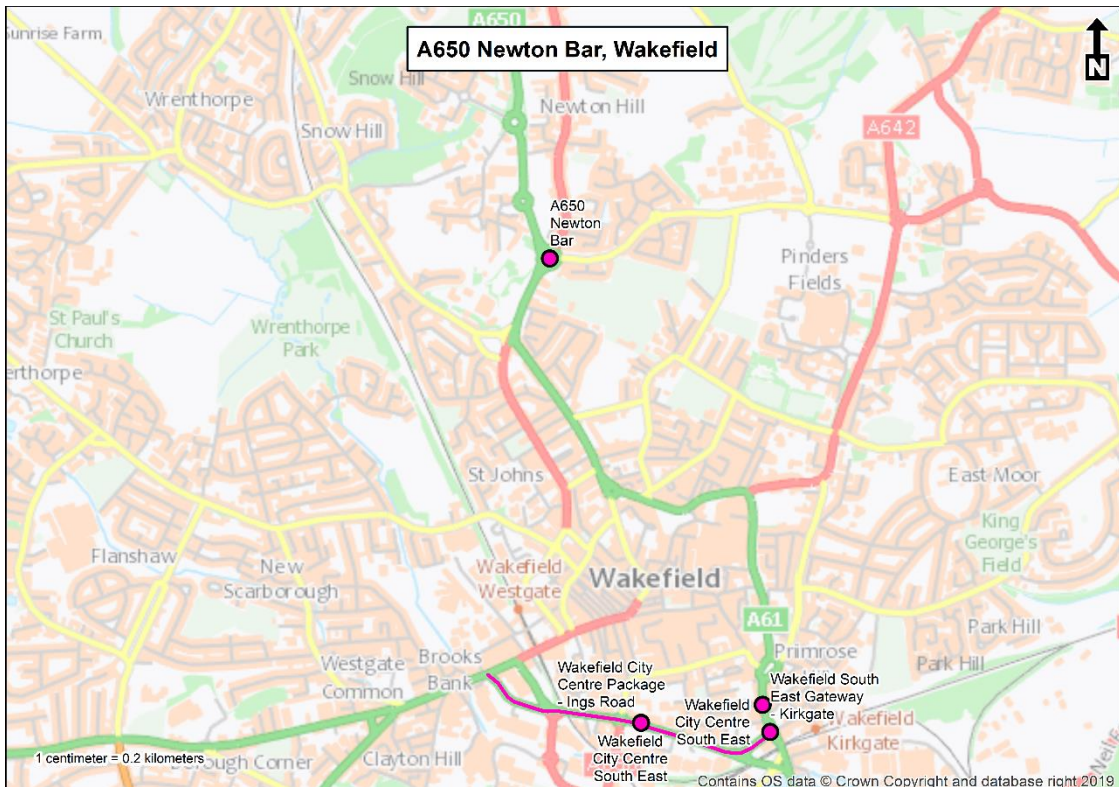 A650
Sunrise Farm
A650 Newton Bar, Wakefield
N
Snow Hill
Wrenthorpe
Newton Hill
Snow Hill
A642
A650
Newton
Bar
Pinders
Fields
St Paul's
Church
Wrenthorpe
Park
erthorpe
St Johns
East Moor
Flanshaw
New
Scarborough
King
George's
Field
Wakefield
Westgate
Wakefield
A61
Park Hill
Primrose
Park Hill
Westgate
Common
Brooks
Bank
Wakefield City
Centre Package
- Ings Road
Wakefield
City Centre
South East
Wakefield South
East Gateway
- Kirkgate
Wakefield
Kirkgate
Wakefield
City Centre
South East
1 centimeter = 0.2 kilometers
Clayton Hill
Contains OS data © Crown Copyright and database right 2019